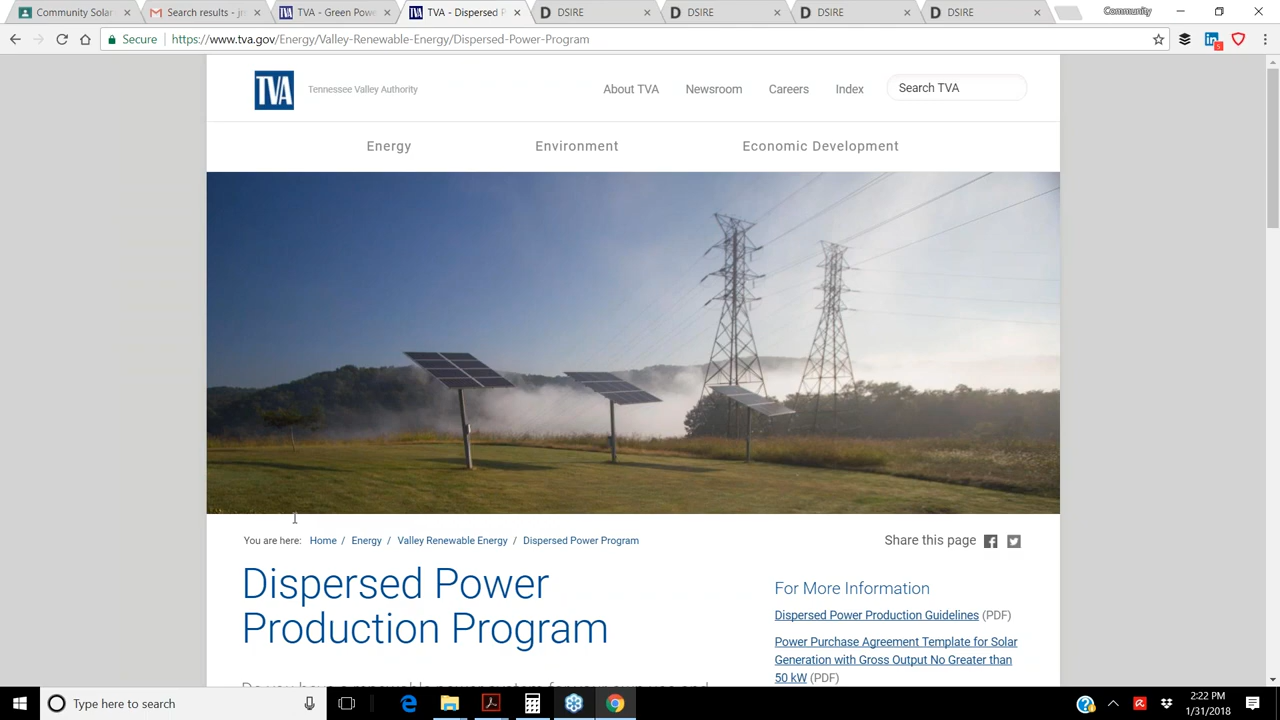 Community Solar
Search results - jm
TVA - Green Powe
TVA - Dispersed P
DSIRE
DSIRE
DSIRE
DSIRE
Community
Secure
https://www.tva.gov/Energy/Valley-Renewable-Energy/Dispersed-Power-Program
TVA
Tennessee Valley Authority
About TVA
Newsroom
Careers
Index
Search TVA
Energy
Environment
Economic Development
You are here: Home / Energy / Valley Renewable Energy / Dispersed Power Program
Share this page
Dispersed Power
Production Program
For More Information
Dispersed Power Production Guidelines (PDF)
Power Purchase Agreement Template for Solar
Generation with Gross Output No Greater than
50 kW (PDF)
Type here to search
2:22 PM
1/31/2018